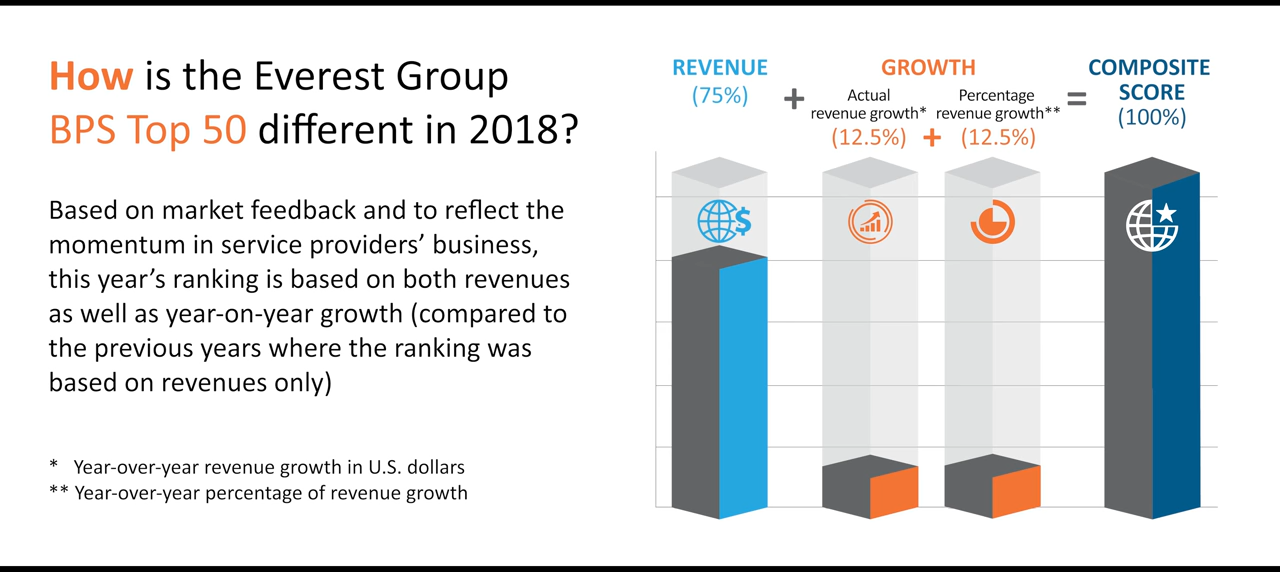 How is the Everest Group
BPS Top 50 different in 2018?
Based on market feedback and to reflect the
momentum in service providers’ business,
this year’s ranking is based on both revenues
as well as year-on-year growth (compared to
the previous years where the ranking was
based on revenues only)
* Year-over-year revenue growth in U.S. dollars
** Year-over-year percentage of revenue growth
REVENUE
(75%)
+
GROWTH
Actual
revenue growth*
(12.5%)
+
Percentage
revenue growth**
(12.5%)
=
COMPOSITE
SCORE
(100%)
$